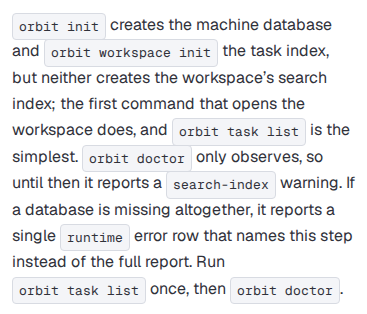 orbit init creates the machine database
and orbit workspace init the task index,
but neither creates the workspace’s search
index; the first command that opens the
workspace does, and orbit task list is the
simplest. orbit doctor only observes, so
until then it reports a search-index warning. If
a database is missing altogether, it reports a
single runtime error row that names this step
instead of the full report. Run
orbit task list once, then orbit doctor.